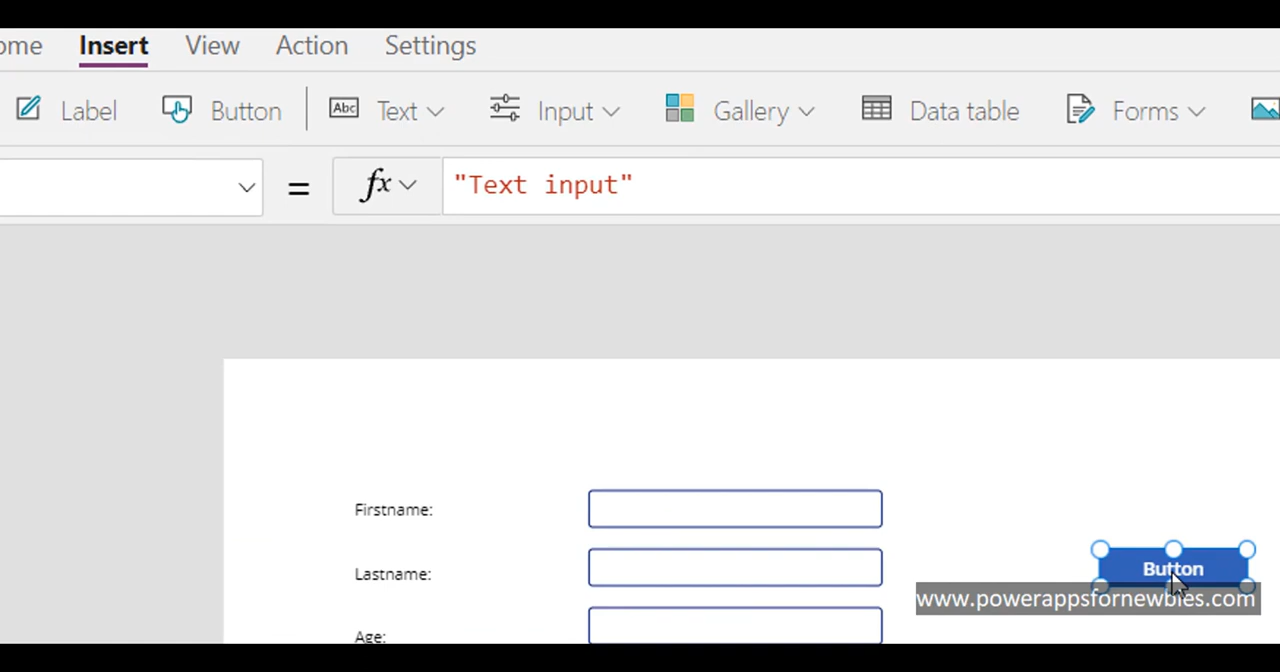 ome Insert View Action Settings
Label Button Abc Text Input Gallery Data table Forms
= fx "Text input"
Firstname:
Lastname:
Button
www.powerappsfornewbies.com
Age: